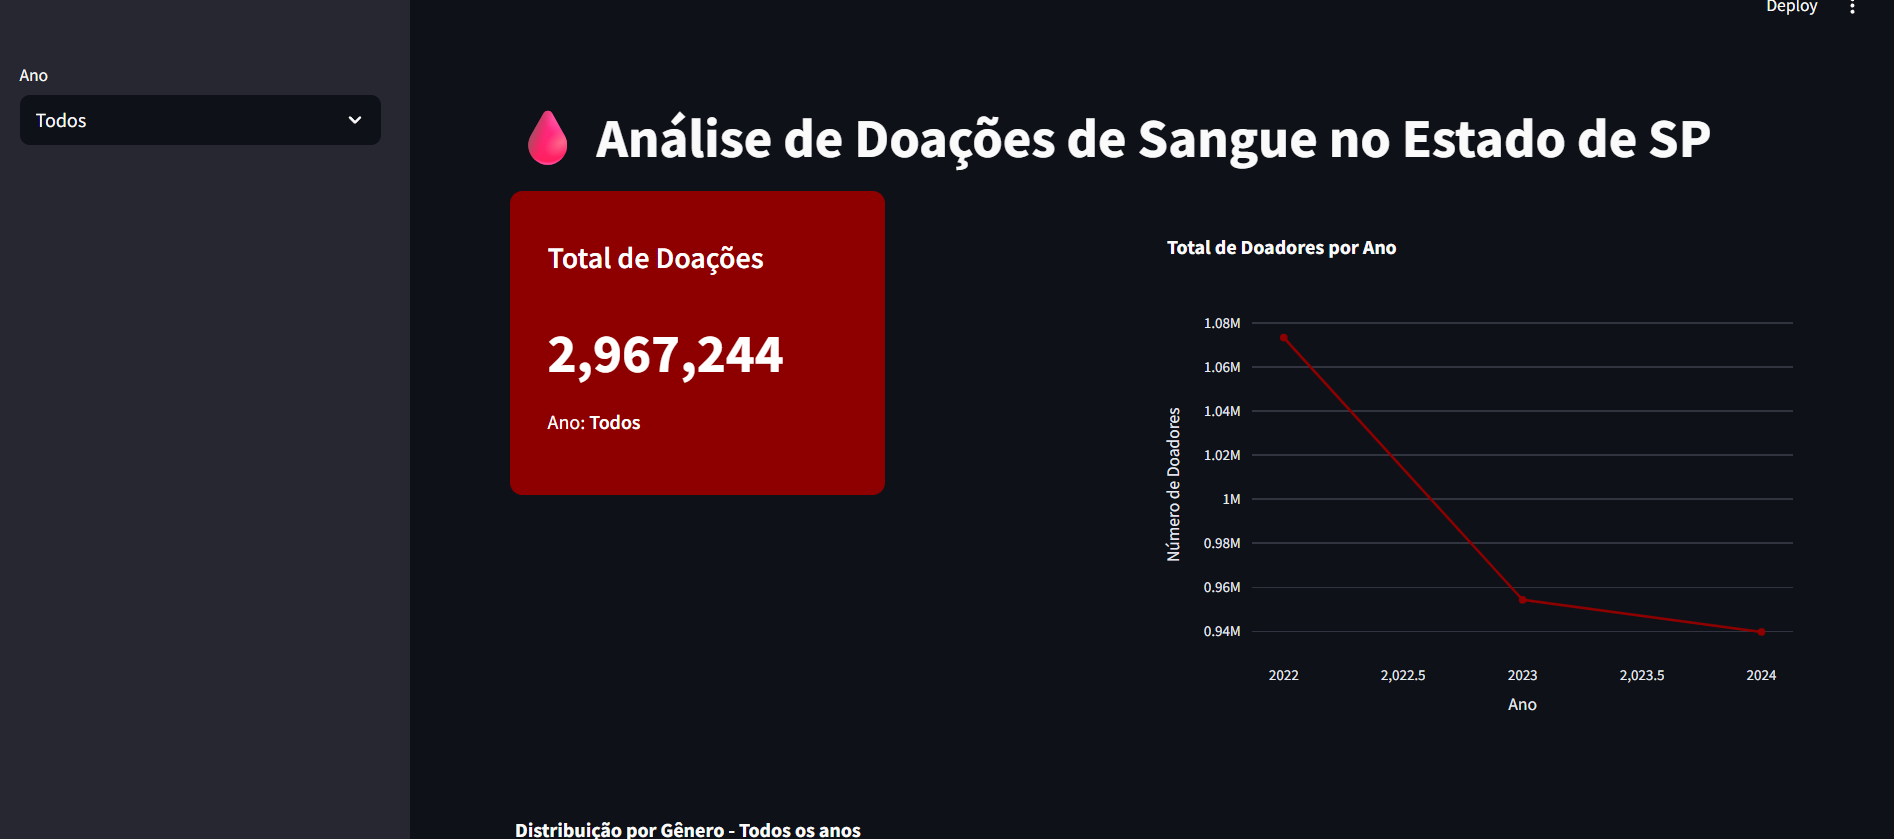 Deploy
Ano
Todos
Análise de Doações de Sangue no Estado de SP
Total de Doações
2,967,244
Ano: Todos
Total de Doadores por Ano
Número de Doadores
1.08M
1.06M
1.04M
1.02M
1M
0.98M
0.96M
0.94M
2022 2,022.5 2023 2,023.5 2024
Ano
Distribuição por Gênero - Todos os anos